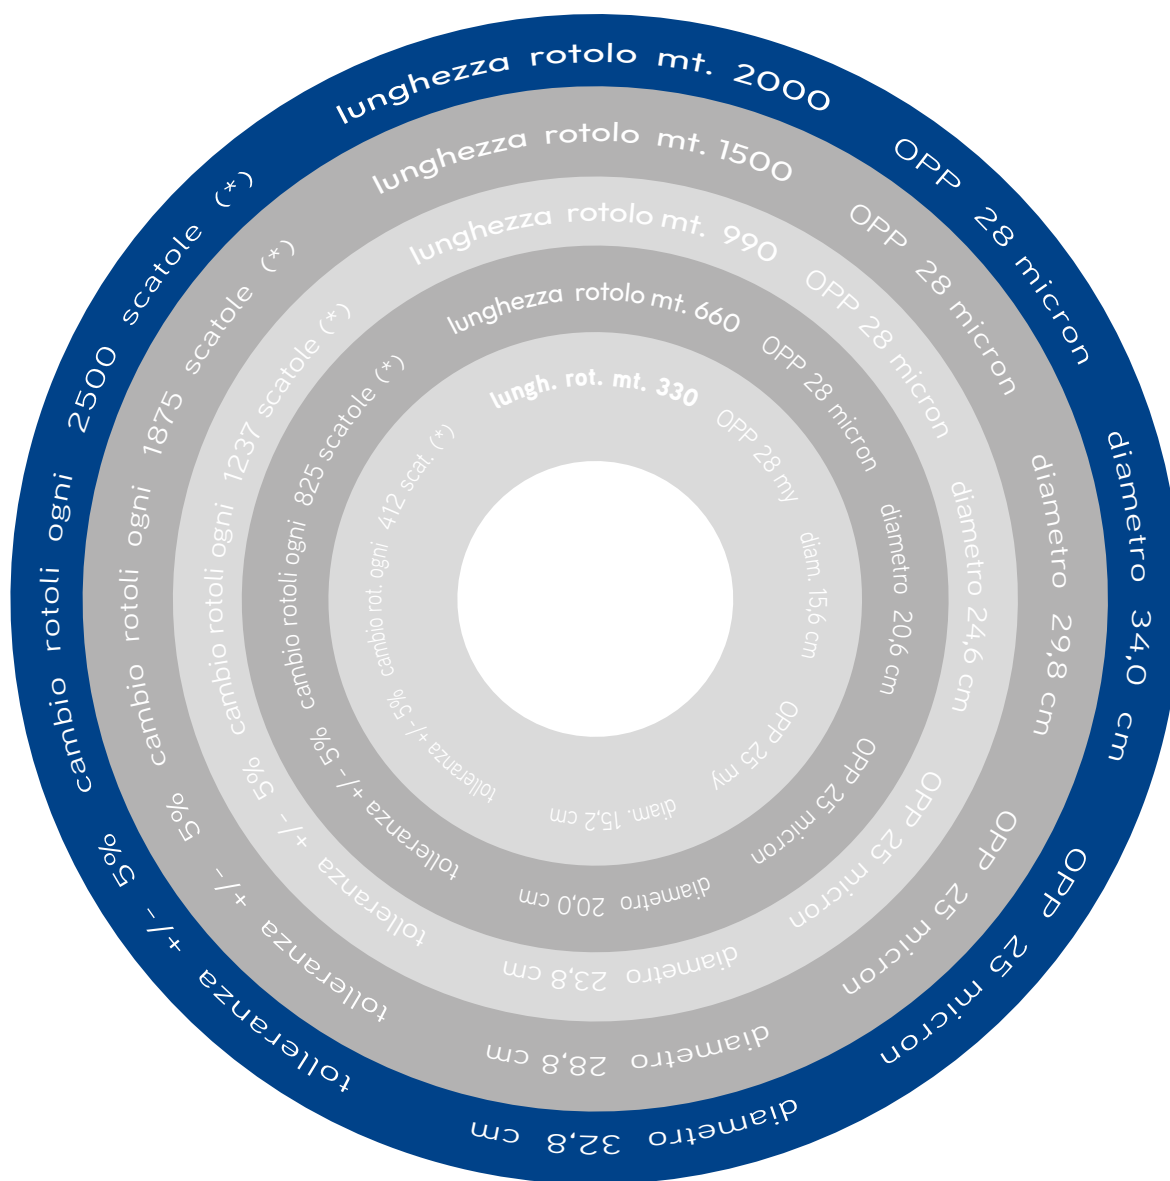 lunghezza rotolo mt. 2000 OPP 28 micron diametro 34,0 cm OPP 25 micron diametro 32,8 cm tolleranza +/- 5% cambio rotoli ogni 2500 scatole (*)
lunghezza rotolo mt. 1500 OPP 28 micron diametro 29,8 cm OPP 25 micron diametro 28,8 cm tolleranza +/- 5% cambio rotoli ogni 1875 scatole (*)
lunghezza rotolo mt. 990 OPP 28 micron diametro 24,6 cm OPP 25 micron diametro 23,8 cm tolleranza +/- 5% cambio rotoli ogni 1237 scatole (*)
lunghezza rotolo mt. 660 OPP 28 micron diametro 20,6 cm OPP 25 micron diametro 20,0 cm tolleranza +/- 5% cambio rotoli ogni 825 scatole (*)
lungh. rot. mt. 330 OPP 28 my diam. 15,6 cm OPP 25 my diam. 15,2 cm tolleranza +/- 5% cambio rot. ogni 412 scat. (*)